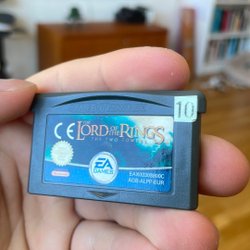 10
CE
THE
LORD OF THE RINGS
THE TWO TOWERS
EA
GAMES
AGB-ALPP-EUR